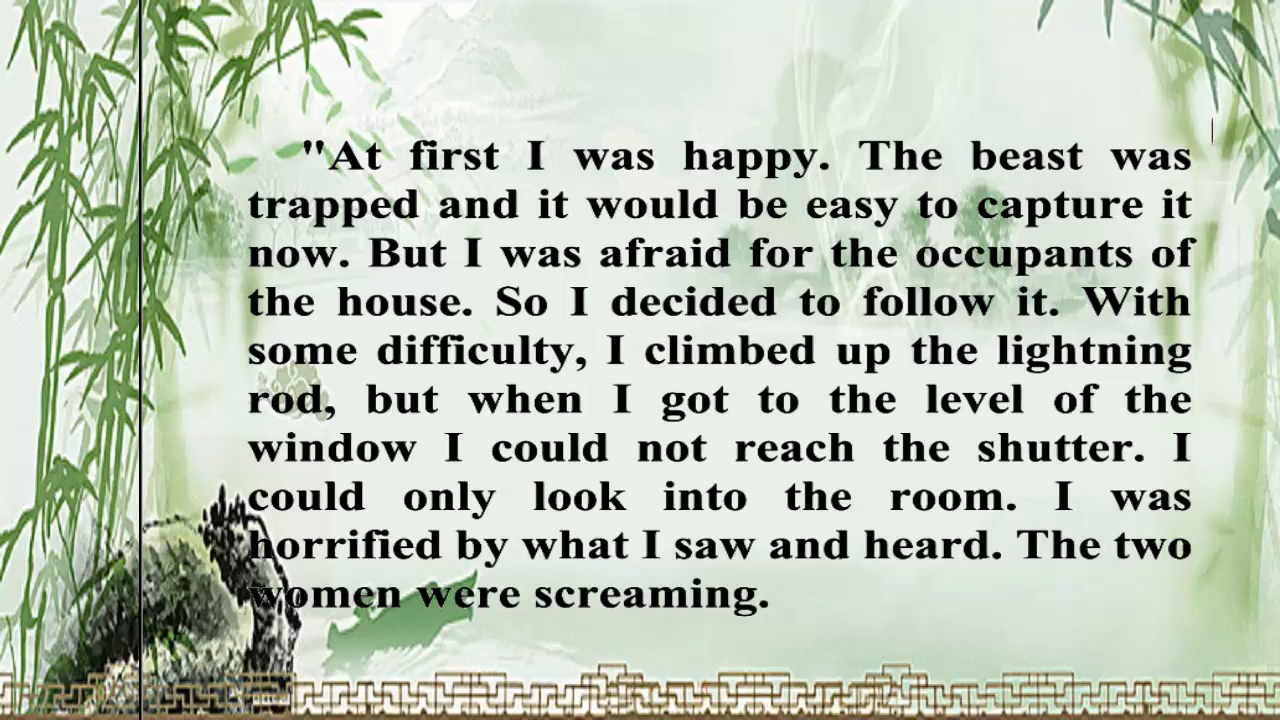 "At first I was happy. The beast was
trapped and it would be easy to capture it
now. But I was afraid for the occupants of
the house. So I decided to follow it. With
some difficulty, I climbed up the lightning
rod, but when I got to the level of the
window I could not reach the shutter. I
could only look into the room. I was
horrified by what I saw and heard. The two
women were screaming.